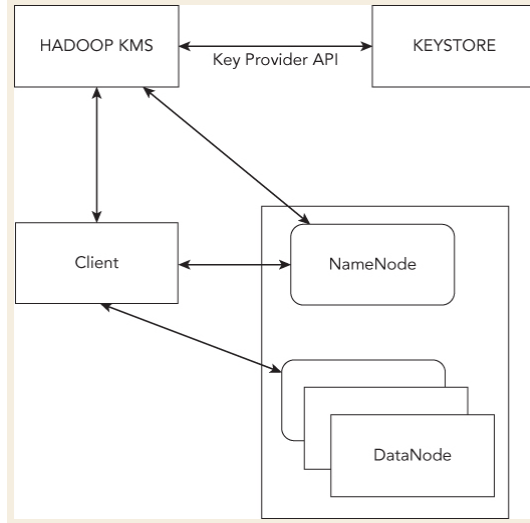 HADOOP KMS
Key Provider API
KEYSTORE
Client
NameNode
DataNode